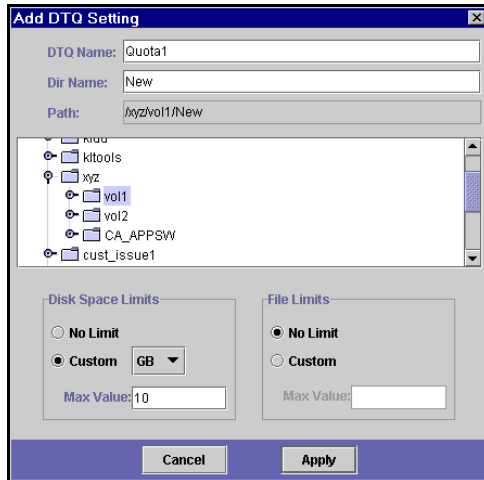 Add DTQ Setting
DTQ Name: Quota1
Dir Name: New
Path: /xyz/vol1/New
kltools
xyz
vol1
vol2
CA_APPSW
cust_issue1
Disk Space Limits
No Limit
Custom GB
Max Value: 10
File Limits
No Limit
Custom
Max Value:
Cancel Apply